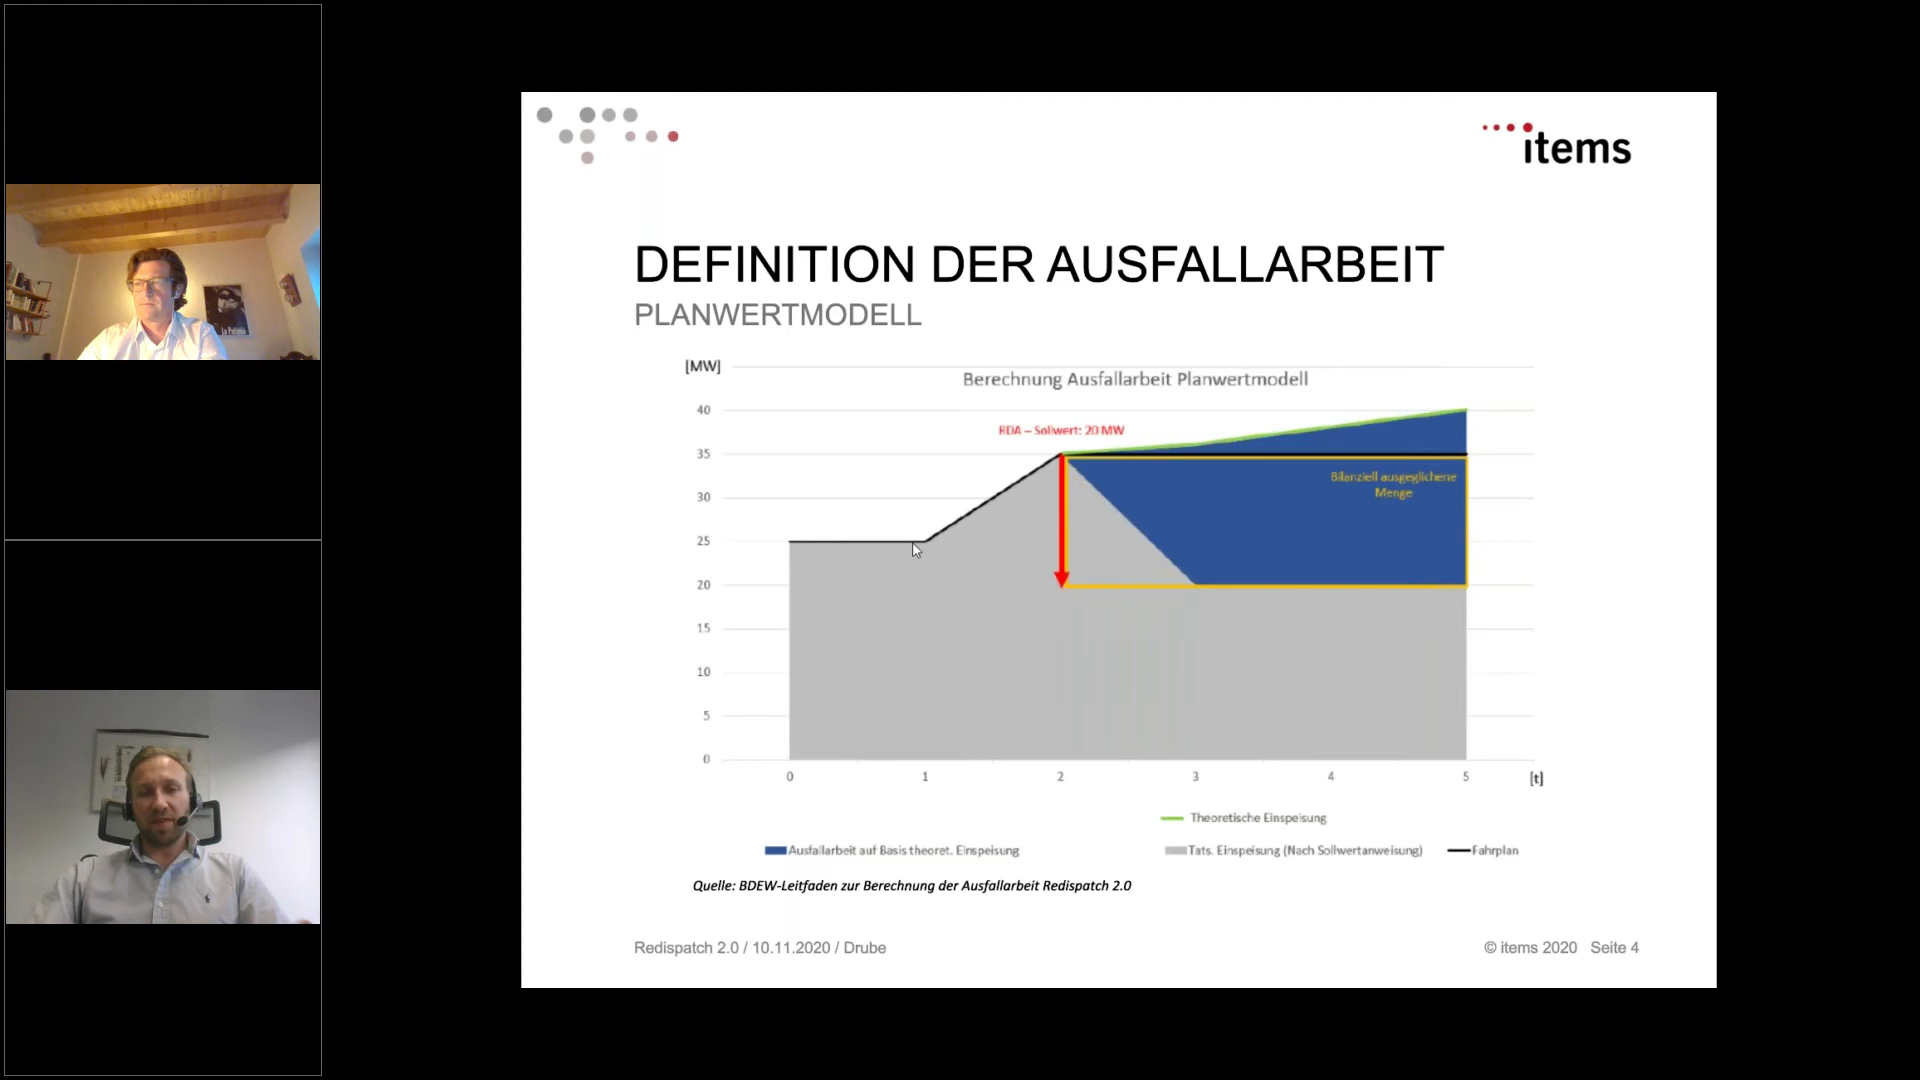 items
DEFINITION DER AUSFALLARBEIT
PLANWERTMODELL
[MW]
Berechnung Ausfallarbeit Planwertmodell
40
RDA – Sollwert: 20 MW
35
Bilanziell ausgeglichene
Menge
30
25
20
15
10
5
0
0 1 2 3 4 5 [t]
Theoretische Einspeisung
Ausfallarbeit auf Basis theoret. Einspeisung
Tats. Einspeisung (Nach Sollwertanweisung)
Fahrplan
Quelle: BDEW-Leitfaden zur Berechnung der Ausfallarbeit Redispatch 2.0
Redispatch 2.0 / 10.11.2020 / Drube
© items 2020 Seite 4